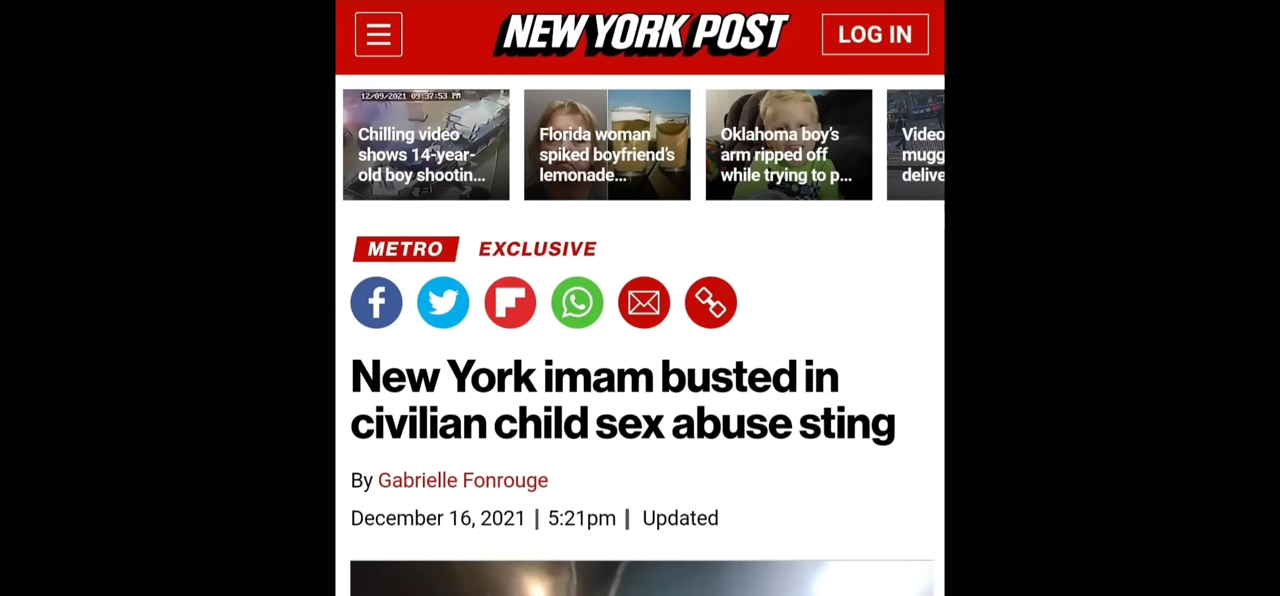 NEW YORK POST
LOG IN
12/09/2021 09:37:53 PM
Chilling video
shows 14-year-
old boy shootin...
Florida woman
spiked boyfriend's
lemonade...
Oklahoma boy's
arm ripped off
while trying to p...
Video
mugg
delive
METRO
EXCLUSIVE
New York imam busted in
civilian child sex abuse sting
By Gabrielle Fonrouge
December 16, 2021 | 5:21pm | Updated